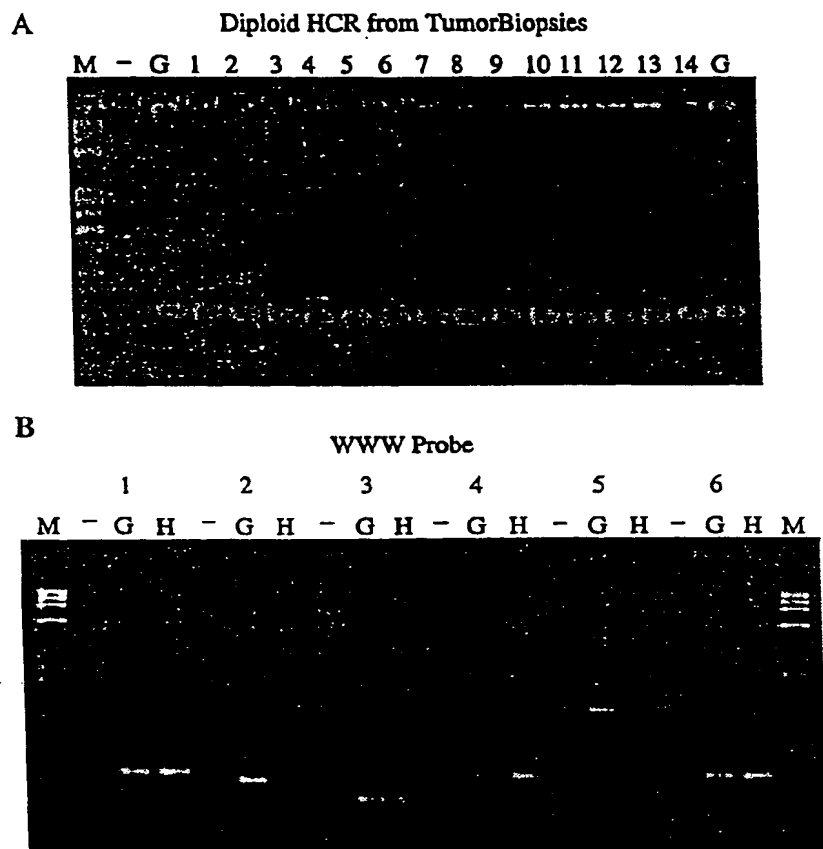 A
Diploid HCR from TumorBiopsies
M - G 1 2 3 4 5 6 7 8 9 10 11 12 13 14 G
B
WWW Probe
1 2 3 4 5 6
M - G H - G H - G H - G H - G H - G H M